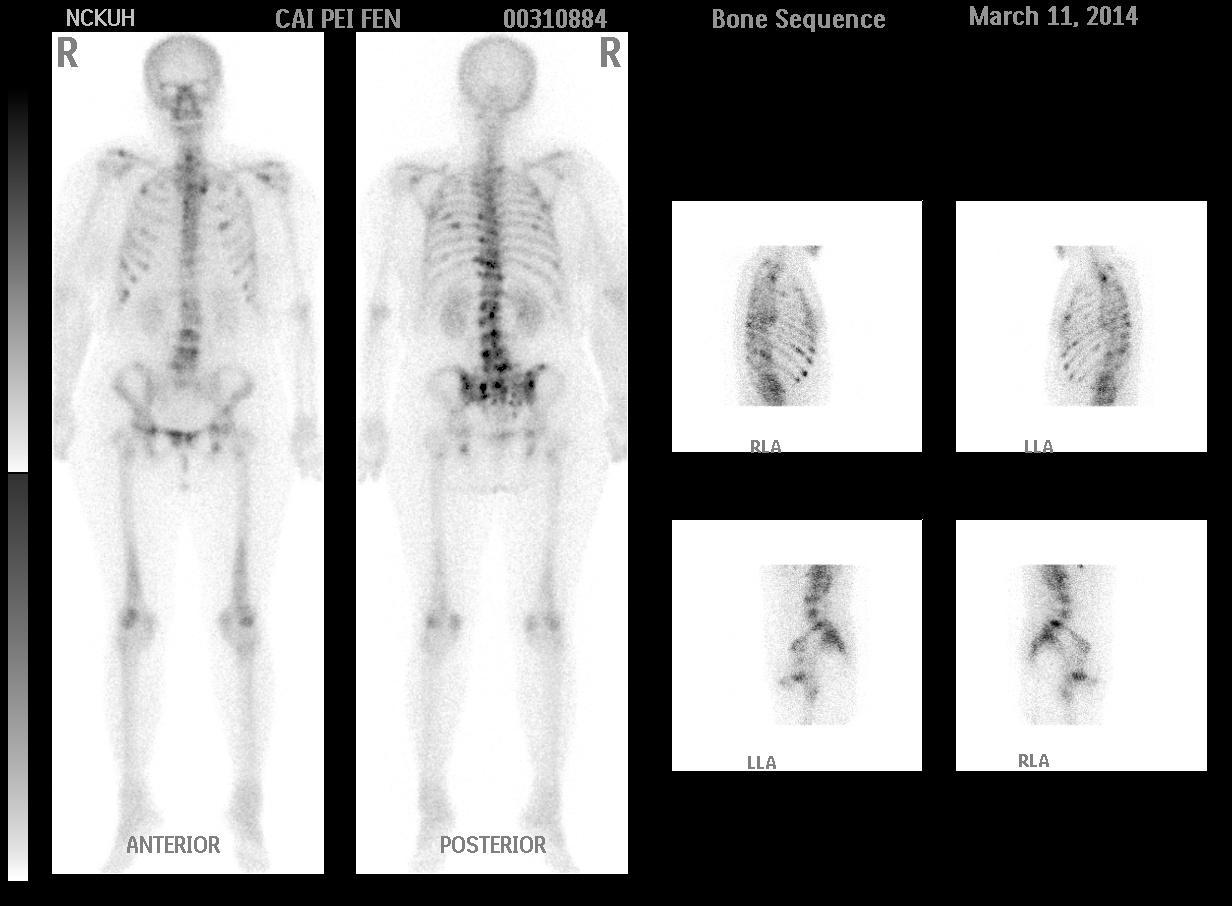 NCKUH CAI PEI FEN 00310884 Bone Sequence March 11, 2014
R R
RLA LLA
LLA RLA
ANTERIOR POSTERIOR